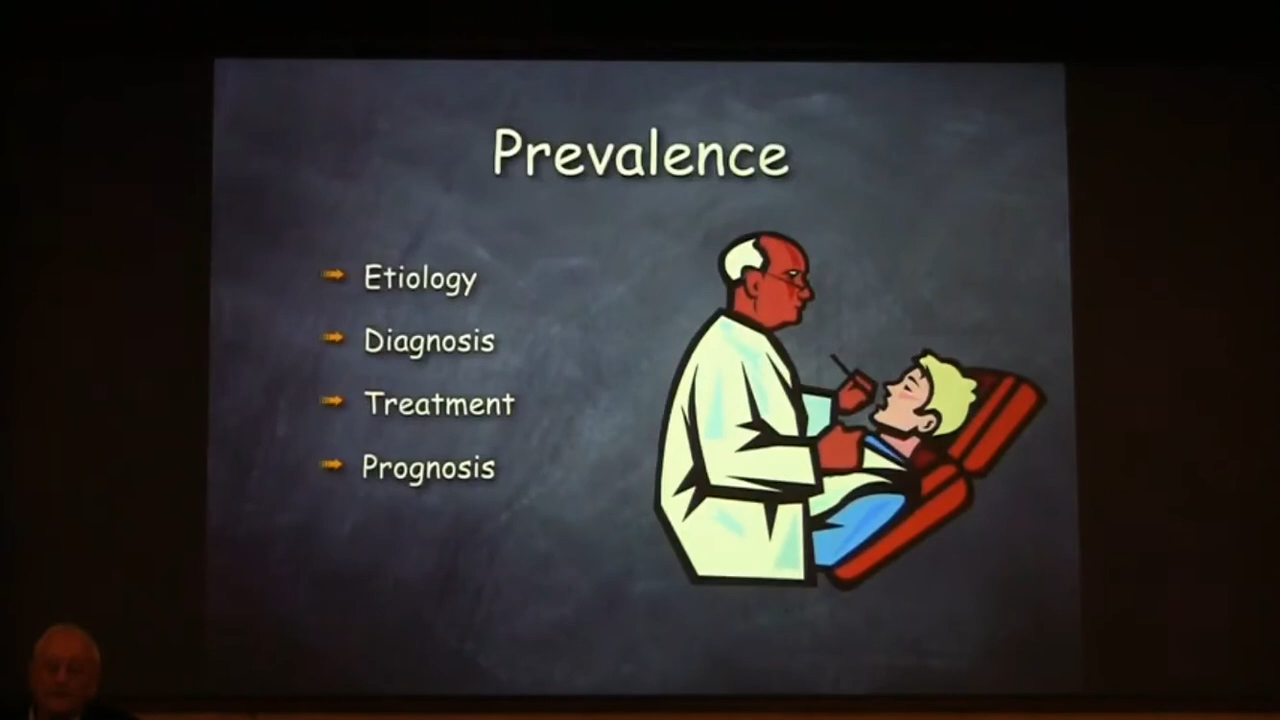 Prevalence
Etiology
Diagnosis
Treatment
Prognosis